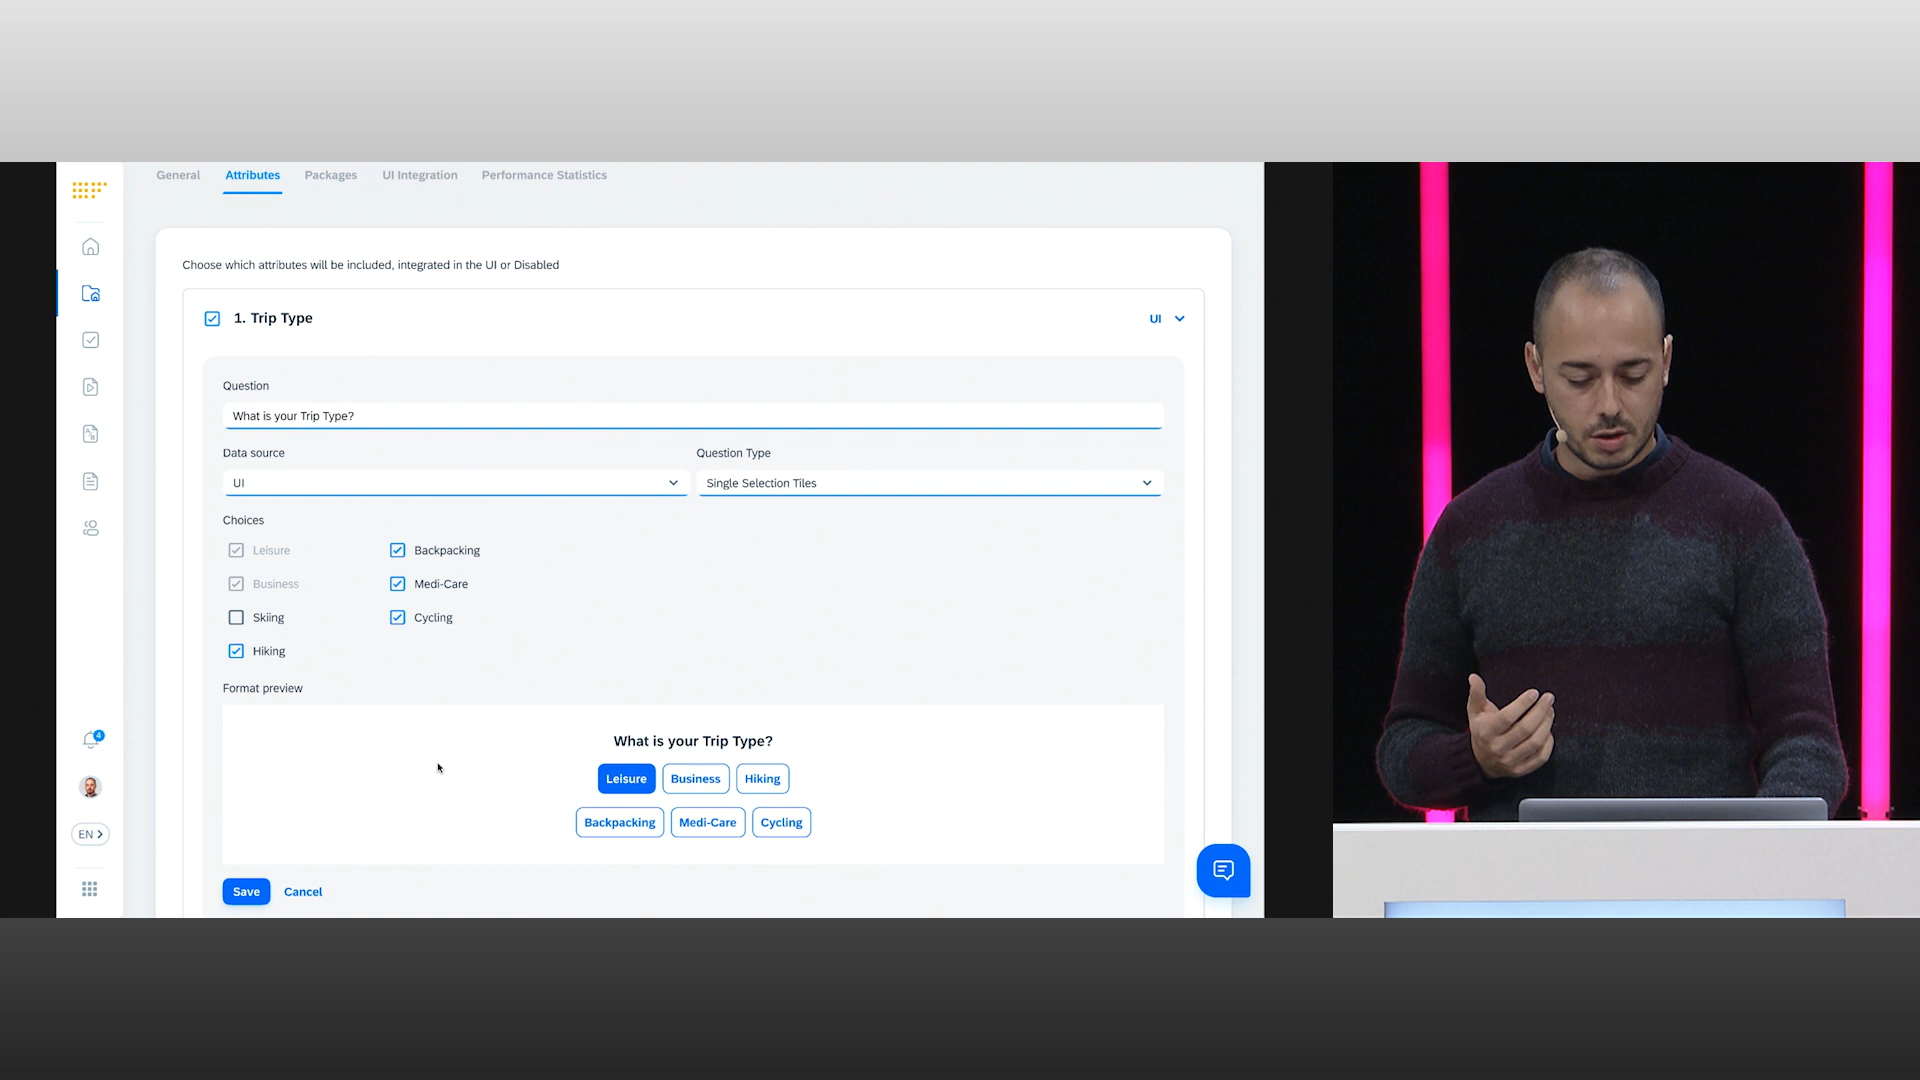 General Attributes Packages UI Integration Performance Statistics
Choose which attributes will be included, integrated in the UI or Disabled
1. Trip Type UI
Question
What is your Trip Type?
Data source Question Type
UI Single Selection Tiles
Choices
Leisure Backpacking
Business Medi-Care
Skiing Cycling
Hiking
Format preview
What is your Trip Type?
Leisure Business Hiking
4
Backpacking Medi-Care Cycling
EN
Save Cancel